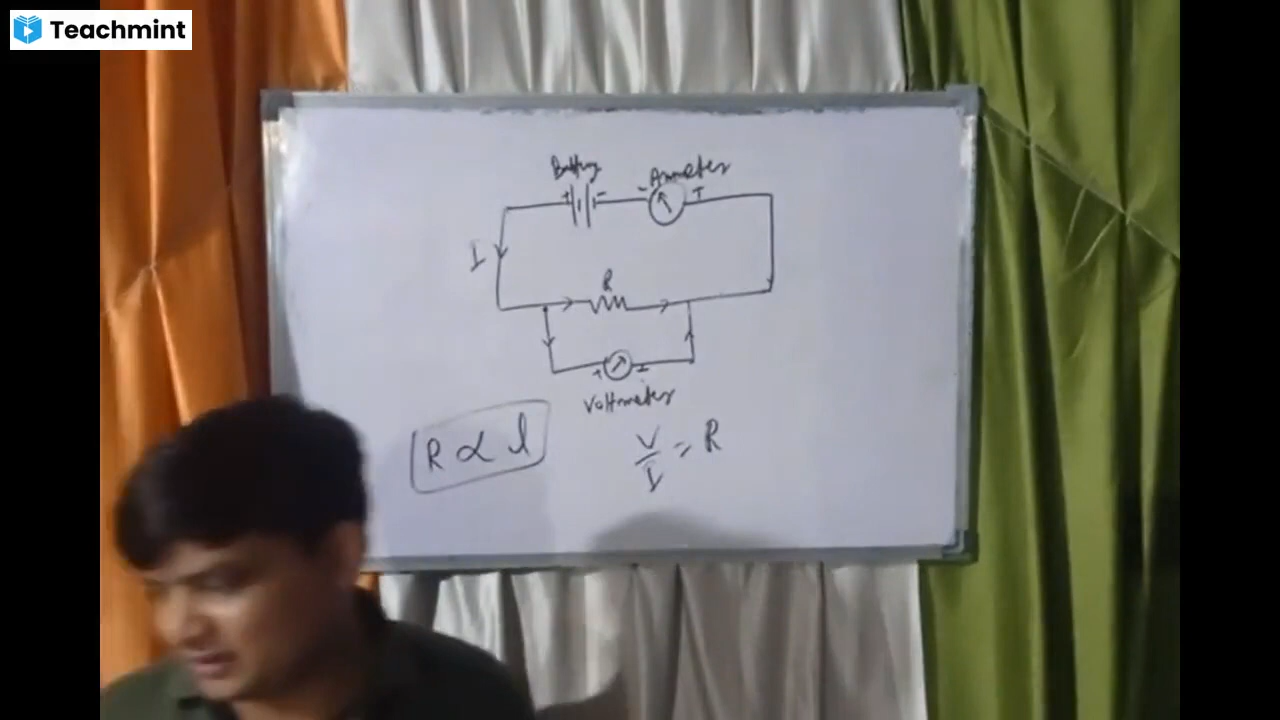 Teachmint
Battery
Ammeter
+ - - +
I
R
+ ±
Voltmeter
R ∝ l
V/I = R